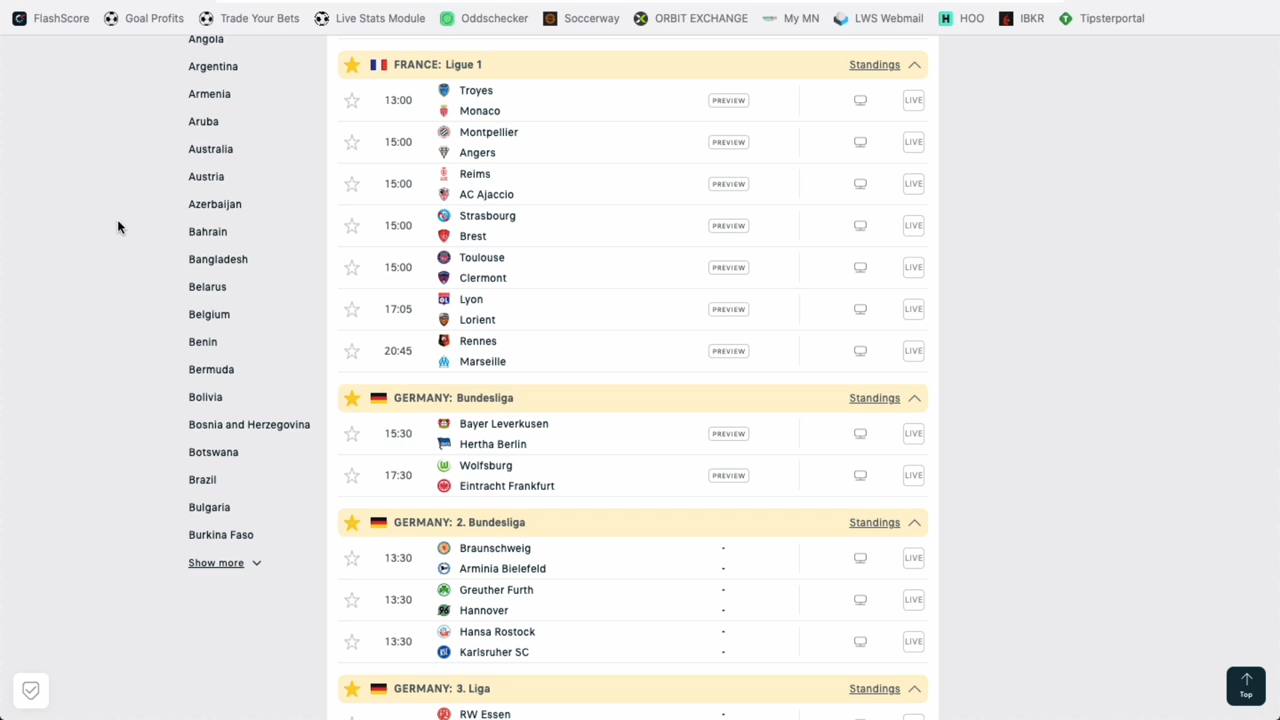 FlashScore Goal Profits Trade Your Bets Live Stats Module Oddschecker Soccerway ORBIT EXCHANGE My MN LWS Webmail HOO IBKR Tipsterportal
Angola
Argentina
Armenia
Aruba
Australia
Austria
Azerbaijan
Bahrain
Bangladesh
Belarus
Belgium
Benin
Bermuda
Bolivia
Bosnia and Herzegovina
Botswana
Brazil
Bulgaria
Burkina Faso
Show more
FRANCE: Ligue 1 Standings
Troyes
13:00 PREVIEW LIVE
Monaco
Montpellier
15:00 PREVIEW LIVE
Angers
Reims
15:00 PREVIEW LIVE
AC Ajaccio
Strasbourg
15:00 PREVIEW LIVE
Brest
Toulouse
15:00 PREVIEW LIVE
Clermont
Lyon
17:05 PREVIEW LIVE
Lorient
Rennes
20:45 PREVIEW LIVE
Marseille
GERMANY: Bundesliga Standings
Bayer Leverkusen
15:30 PREVIEW LIVE
Hertha Berlin
Wolfsburg
17:30 PREVIEW LIVE
Eintracht Frankfurt
GERMANY: 2. Bundesliga Standings
Braunschweig -
13:30 LIVE
Arminia Bielefeld -
Greuther Furth -
13:30 LIVE
Hannover -
Hansa Rostock -
13:30 LIVE
Karlsruher SC -
GERMANY: 3. Liga Standings
RW Essen -
Top